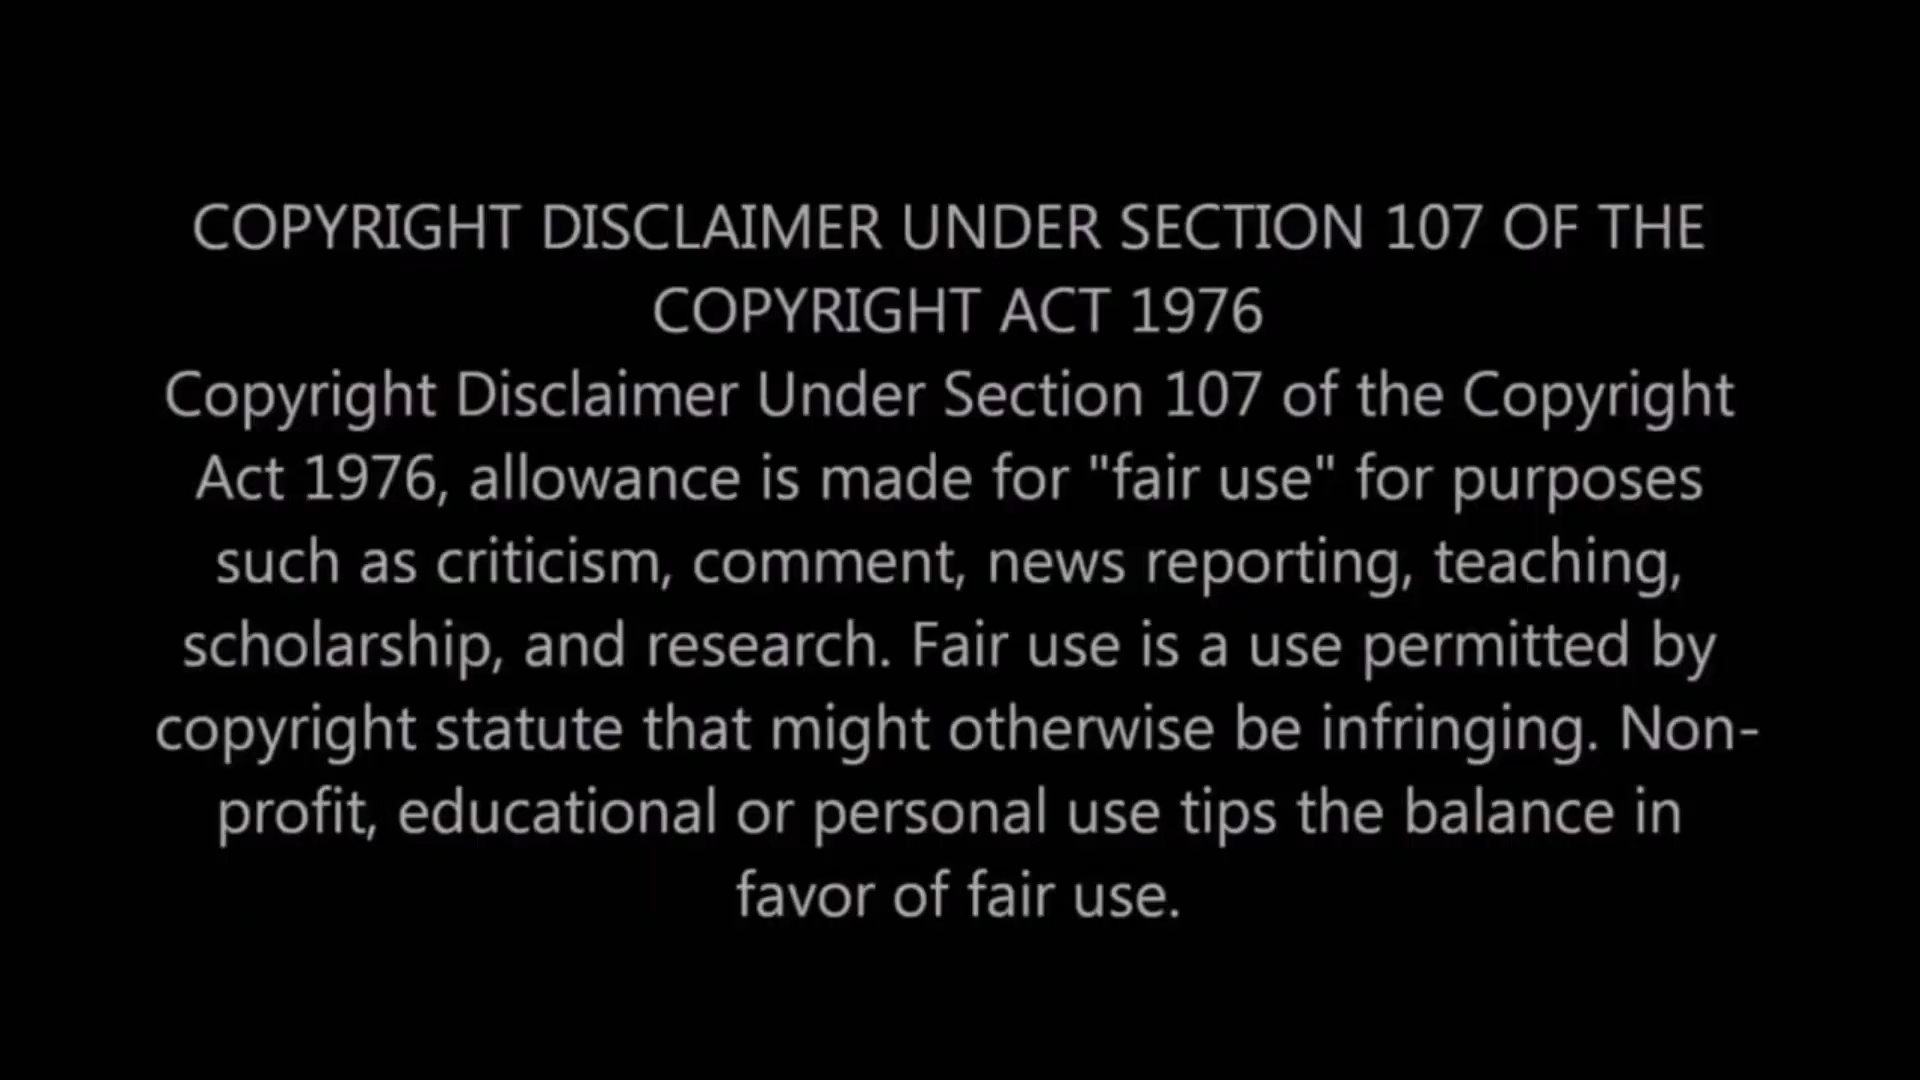 COPYRIGHT DISCLAIMER UNDER SECTION 107 OF THE
COPYRIGHT ACT 1976
Copyright Disclaimer Under Section 107 of the Copyright
Act 1976, allowance is made for "fair use" for purposes
such as criticism, comment, news reporting, teaching,
scholarship, and research. Fair use is a use permitted by
copyright statute that might otherwise be infringing. Non-
profit, educational or personal use tips the balance in
favor of fair use.